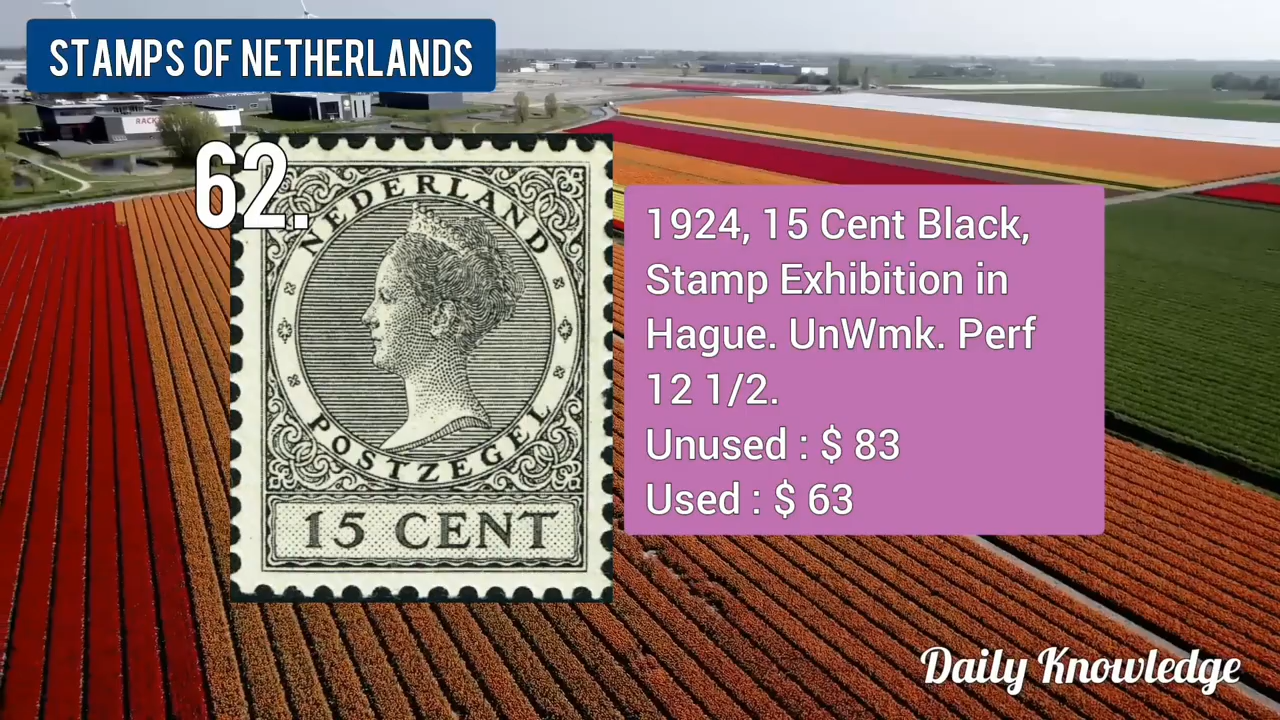 STAMPS OF NETHERLANDS
62.
NEDERLAND
POSTZEGEL
15 CENT
1924, 15 Cent Black,
Stamp Exhibition in
Hague. UnWmk. Perf
12 1/2.
Unused : $ 83
Used : $ 63
Daily Knowledge